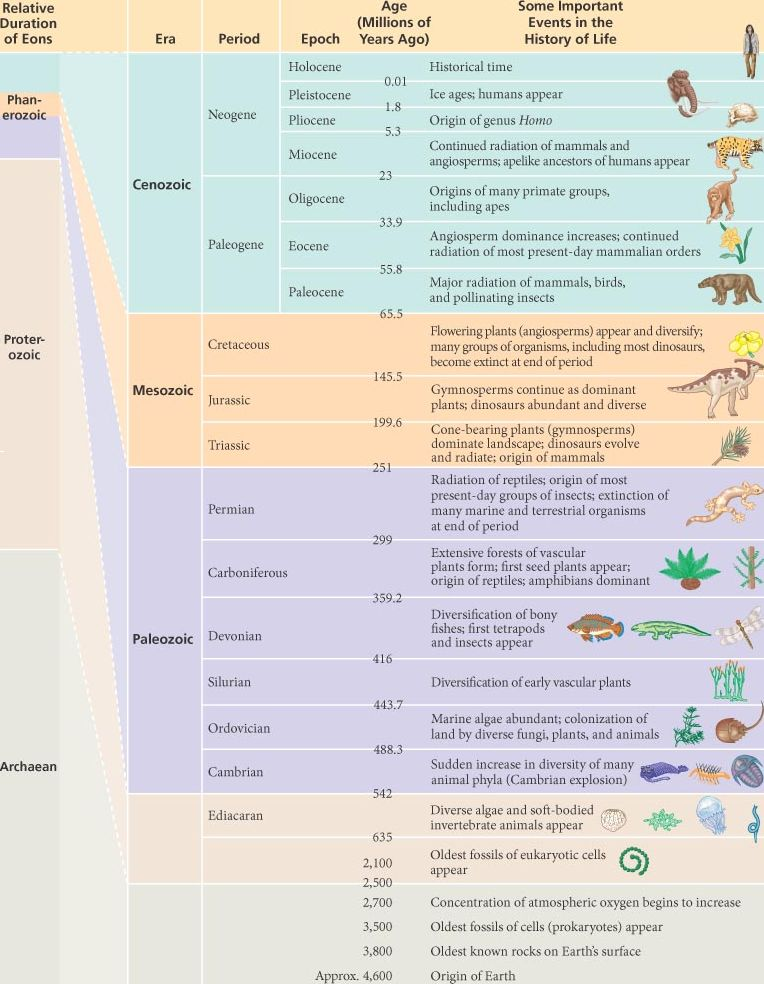 Relative
Duration
of Eons
Era
Period
Epoch
Age
(Millions of
Years Ago)
Some Important
Events in the
History of Life
Phan-
erozoic
Proter-
ozoic
Archaean
Cenozoic
Neogene
Holocene
Historical time
0.01
Pleistocene
Ice ages; humans appear
1.8
Pliocene
Origin of genus Homo
5.3
Miocene
Continued radiation of mammals and
angiosperms; apelike ancestors of humans appear
23
Paleogene
Oligocene
Origins of many primate groups,
including apes
33.9
Eocene
Angiosperm dominance increases; continued
radiation of most present-day mammalian orders
55.8
Paleocene
Major radiation of mammals, birds,
and pollinating insects
65.5
Mesozoic
Cretaceous
Flowering plants (angiosperms) appear and diversify;
many groups of organisms, including most dinosaurs,
become extinct at end of period
145.5
Jurassic
Gymnosperms continue as dominant
plants; dinosaurs abundant and diverse
199.6
Triassic
Cone-bearing plants (gymnosperms)
dominate landscape; dinosaurs evolve
and radiate; origin of mammals
251
Paleozoic
Permian
Radiation of reptiles; origin of most
present-day groups of insects; extinction of
many marine and terrestrial organisms
at end of period
299
Carboniferous
Extensive forests of vascular
plants form; first seed plants appear;
origin of reptiles; amphibians dominant
359.2
Devonian
Diversification of bony
fishes; first tetrapods
and insects appear
416
Silurian
Diversification of early vascular plants
443.7
Ordovician
Marine algae abundant; colonization of
land by diverse fungi, plants, and animals
488.3
Cambrian
Sudden increase in diversity of many
animal phyla (Cambrian explosion)
542
Ediacaran
Diverse algae and soft-bodied
invertebrate animals appear
635
2,100
Oldest fossils of eukaryotic cells
appear
2,500
2,700
Concentration of atmospheric oxygen begins to increase
3,500
Oldest fossils of cells (prokaryotes) appear
3,800
Oldest known rocks on Earth's surface
Approx. 4,600
Origin of Earth